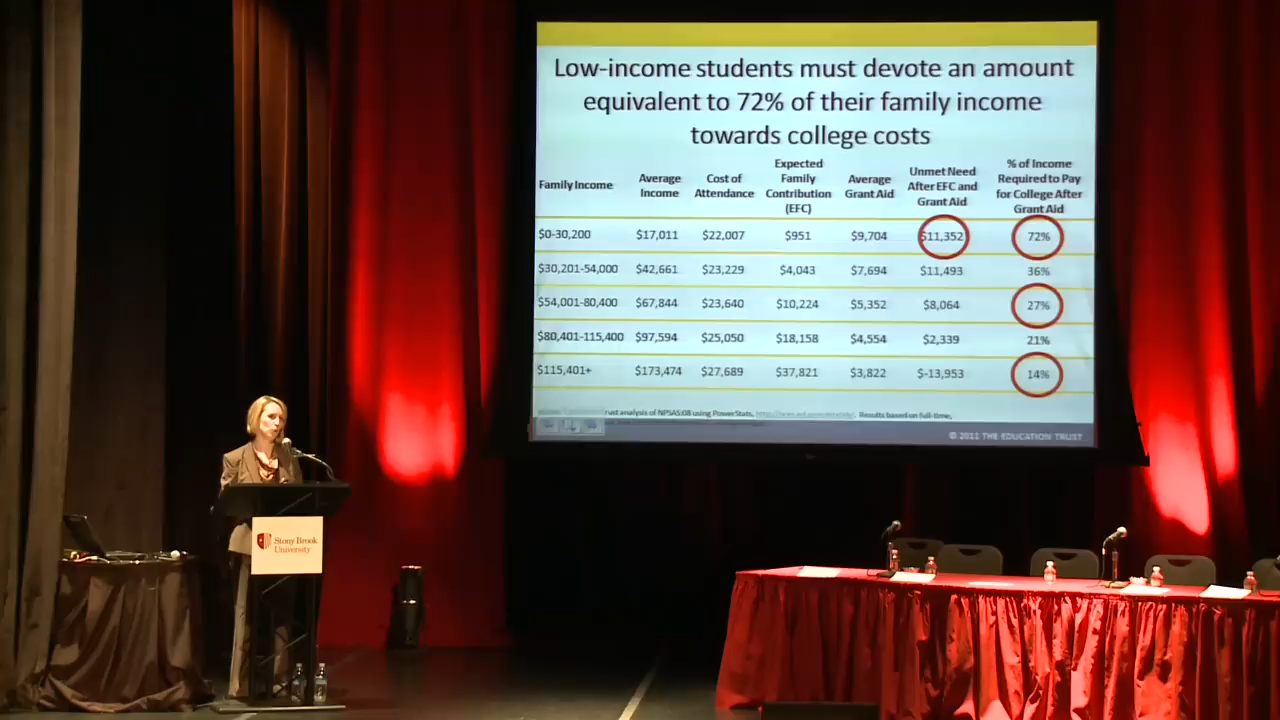 Low-income students must devote an amount
equivalent to 72% of their family income
towards college costs
Family Income Average Income Cost of Attendance Expected Family Contribution (EFC) Average Grant Aid Unmet Need After EFC and Grant Aid % of Income Required to Pay for College After Grant Aid
$0-30,200 $17,011 $22,007 $951 $9,704 $11,352 72%
$30,201-54,000 $42,661 $23,229 $4,043 $7,694 $11,493 36%
$54,001-80,400 $67,844 $23,640 $10,224 $5,352 $8,064 27%
$80,401-115,400 $97,594 $25,050 $18,158 $4,554 $2,339 21%
$115,401+ $173,474 $27,689 $37,821 $3,822 $-13,953 14%
analysis of NPSAS:08 using PowerStats, Results based on full-time,
© 2011 THE EDUCATION TRUST
Stony Brook
University